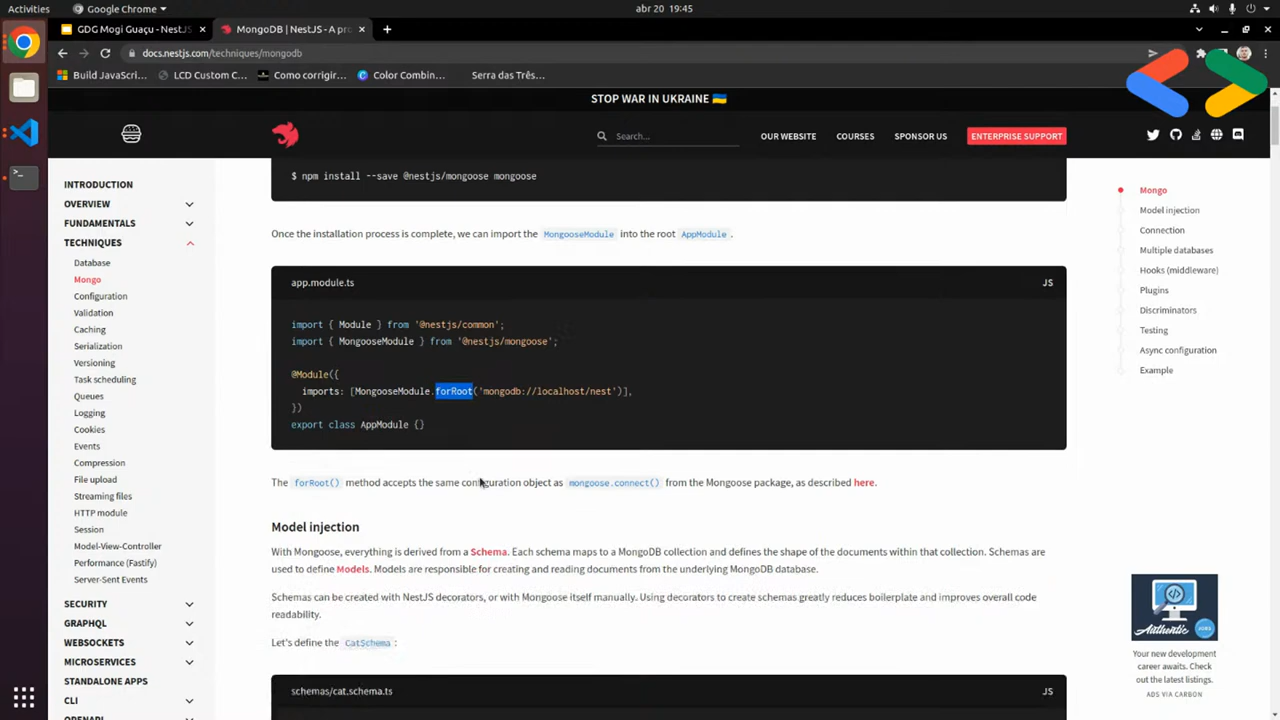 Activities
Google Chrome
abr 20 19:45
GDG Mogi Guaçu - NestJS
MongoDB | NestJS - A pro
docs.nestjs.com/techniques/mongodb
Build JavaScri...
LCD Custom C...
Como corrigir...
Color Combin...
Serra das Três...
STOP WAR IN UKRAINE 🇺🇦
Search...
OUR WEBSITE
COURSES
SPONSOR US
ENTERPRISE SUPPORT
INTRODUCTION
OVERVIEW
FUNDAMENTALS
TECHNIQUES
Database
Mongo
Configuration
Validation
Caching
Serialization
Versioning
Task scheduling
Queues
Logging
Cookies
Events
Compression
File upload
Streaming files
HTTP module
Session
Model-View-Controller
Performance (Fastify)
Server-Sent Events
SECURITY
GRAPHQL
WEBSOCKETS
MICROSERVICES
STANDALONE APPS
CLI
OPENAPI
$ npm install --save @nestjs/mongoose mongoose
Once the installation process is complete, we can import the MongooseModule into the root AppModule.
app.module.ts
JS
import { Module } from '@nestjs/common';
import { MongooseModule } from '@nestjs/mongoose';
@Module({
imports: [MongooseModule.forRoot('mongodb://localhost/nest')],
})
export class AppModule {}
The forRoot() method accepts the same configuration object as mongoose.connect() from the Mongoose package, as described here.
Model injection
With Mongoose, everything is derived from a Schema. Each schema maps to a MongoDB collection and defines the shape of the documents within that collection. Schemas are
used to define Models. Models are responsible for creating and reading documents from the underlying MongoDB database.
Schemas can be created with NestJS decorators, or with Mongoose itself manually. Using decorators to create schemas greatly reduces boilerplate and improves overall code
readability.
Let's define the CatSchema:
schemas/cat.schema.ts
JS
Mongo
Model injection
Connection
Multiple databases
Hooks (middleware)
Plugins
Discriminators
Testing
Async configuration
Example
Authentic
JOBS
Your new development
career awaits. Check
out the latest listings.
ADS VIA CARBON